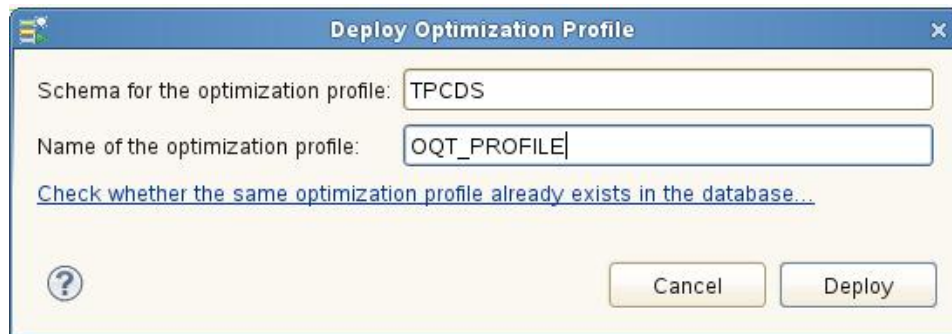 Deploy Optimization Profile
Schema for the optimization profile: TPCDS
Name of the optimization profile: OQT_PROFILE
Check whether the same optimization profile already exists in the database...
? Cancel Deploy